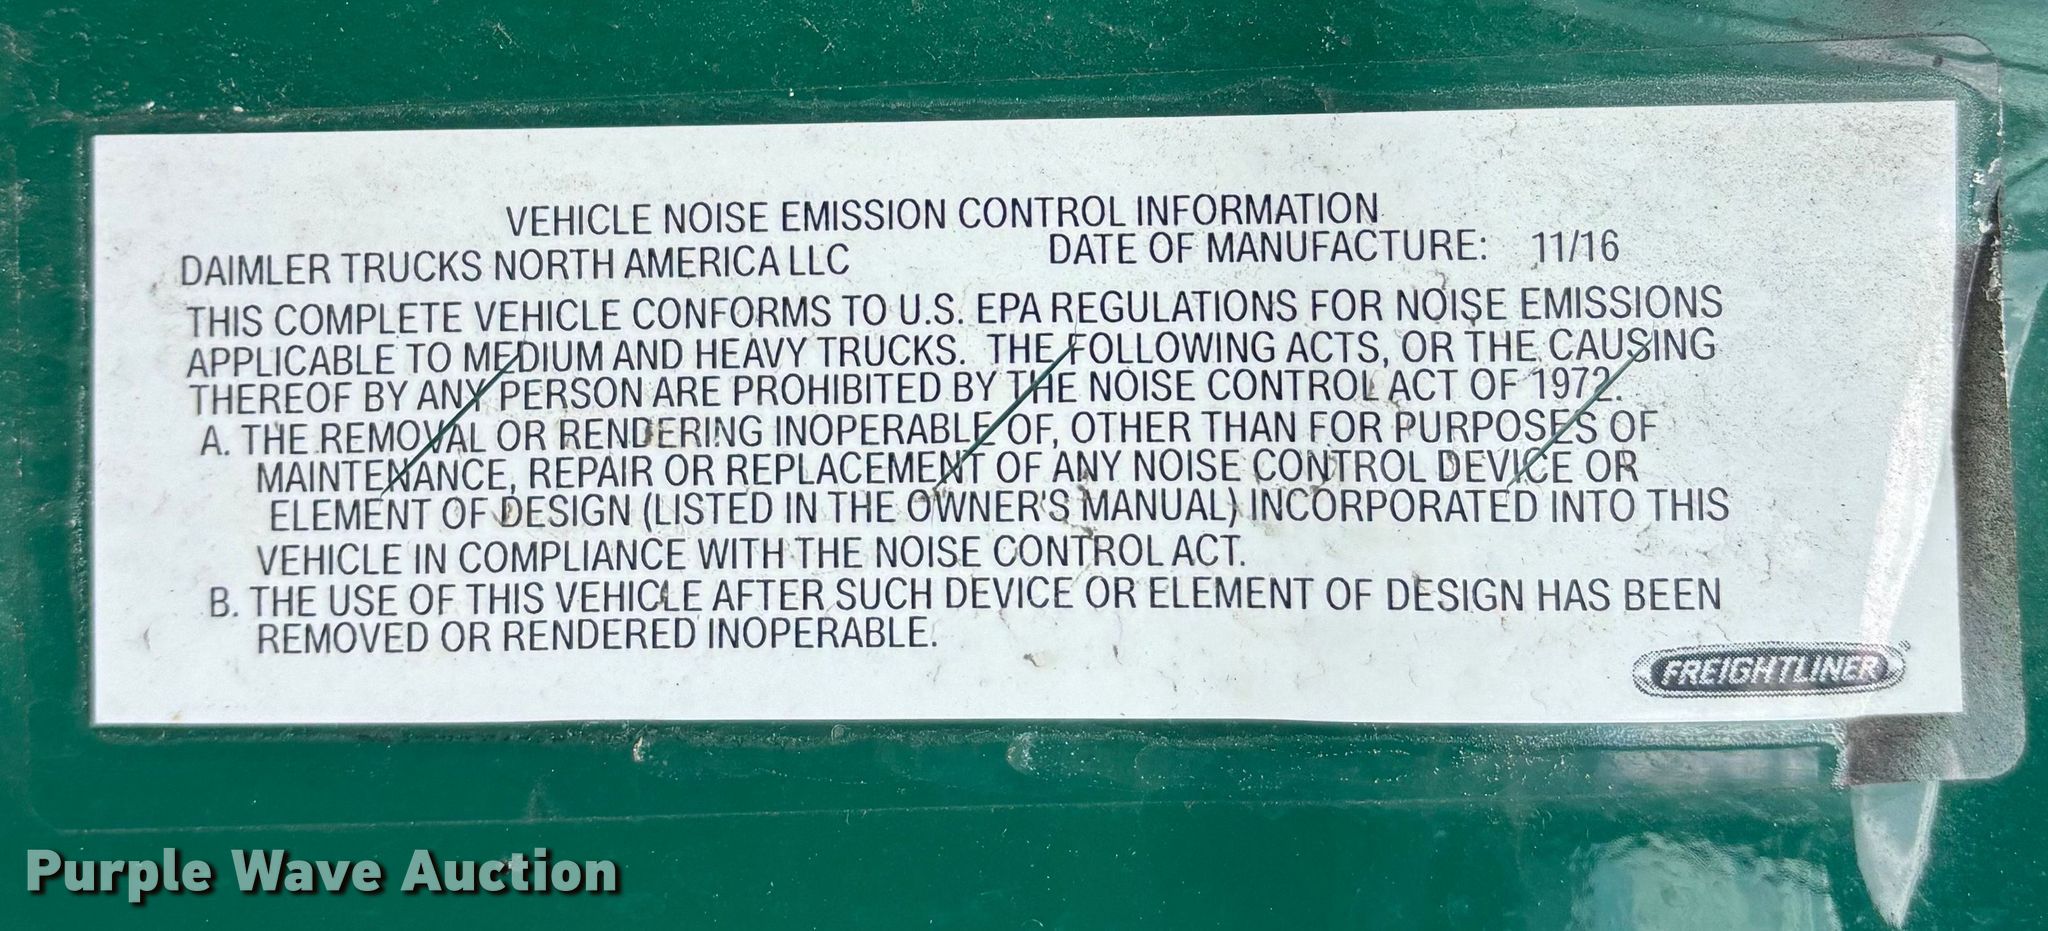 VEHICLE NOISE EMISSION CONTROL INFORMATION
DAIMLER TRUCKS NORTH AMERICA LLC DATE OF MANUFACTURE: 11/16
THIS COMPLETE VEHICLE CONFORMS TO U.S. EPA REGULATIONS FOR NOISE EMISSIONS
APPLICABLE TO MEDIUM AND HEAVY TRUCKS. THE FOLLOWING ACTS, OR THE CAUSING
THEREOF BY ANY PERSON ARE PROHIBITED BY THE NOISE CONTROL ACT OF 1972.
A. THE REMOVAL OR RENDERING INOPERABLE OF, OTHER THAN FOR PURPOSES OF
MAINTENANCE, REPAIR OR REPLACEMENT OF ANY NOISE CONTROL DEVICE OR
ELEMENT OF DESIGN (LISTED IN THE OWNER'S MANUAL) INCORPORATED INTO THIS
VEHICLE IN COMPLIANCE WITH THE NOISE CONTROL ACT.
B. THE USE OF THIS VEHICLE AFTER SUCH DEVICE OR ELEMENT OF DESIGN HAS BEEN
REMOVED OR RENDERED INOPERABLE.
FREIGHTLINER
Purple Wave Auction